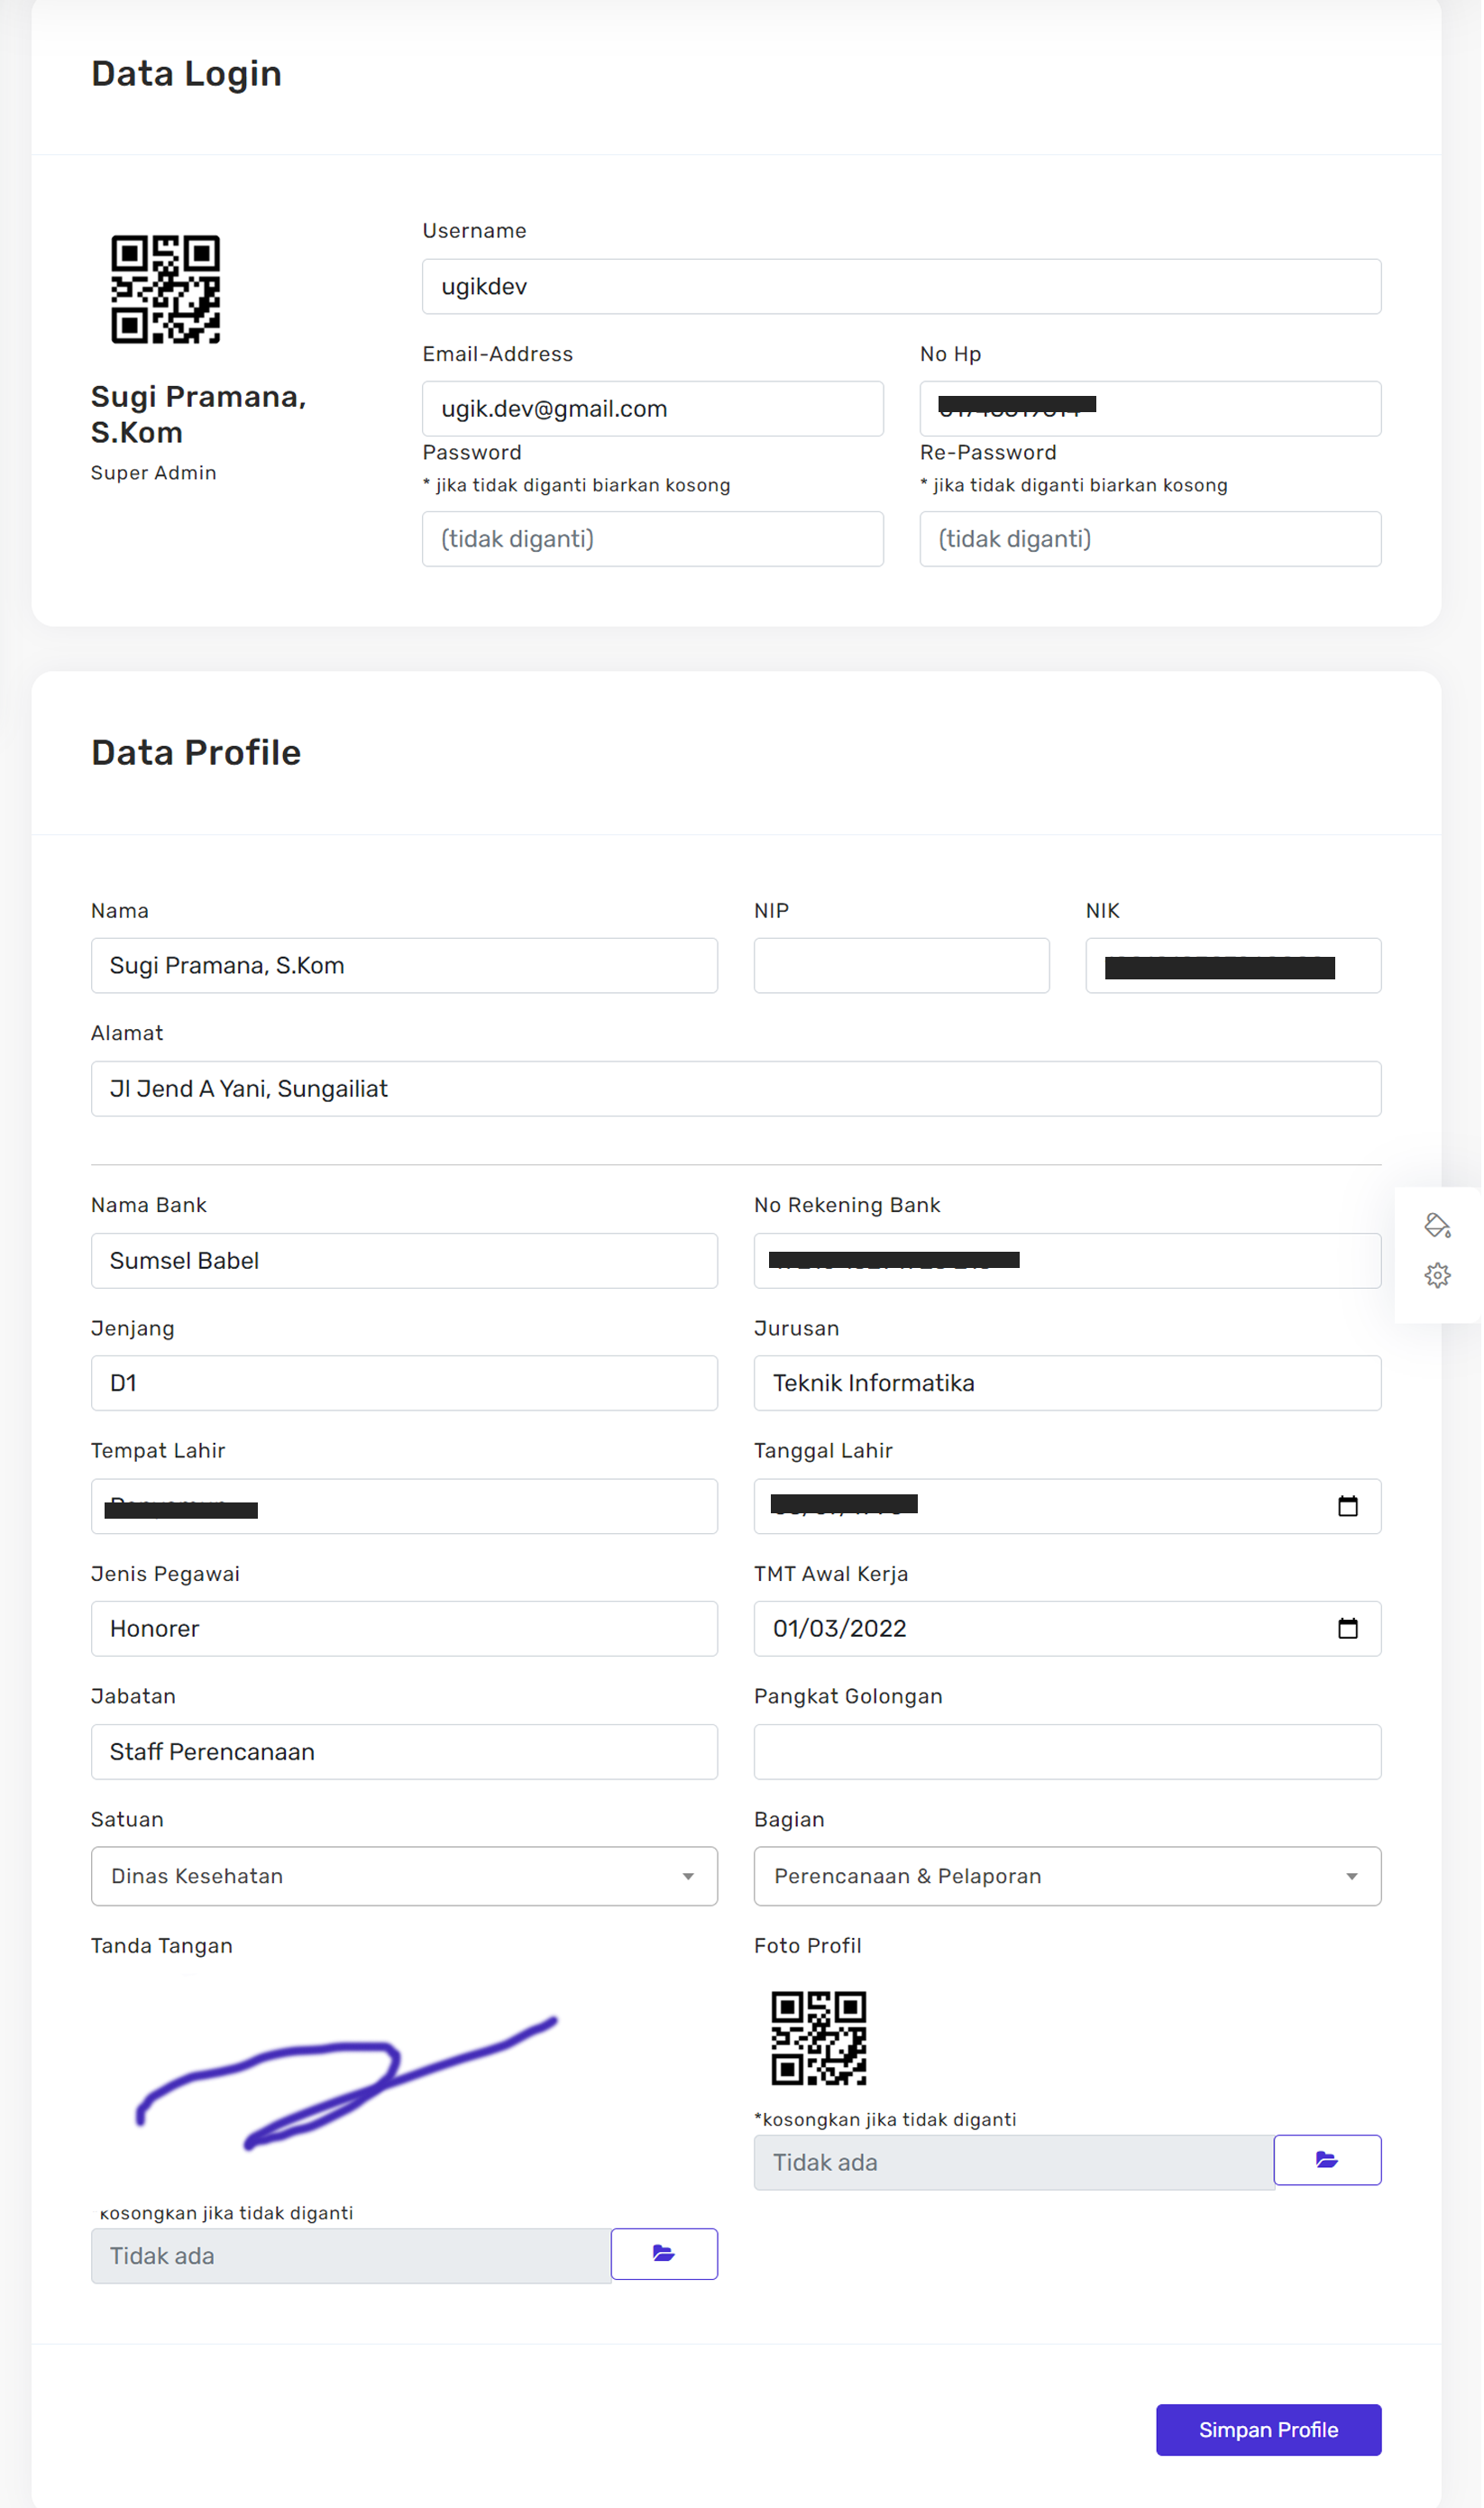 Data Login
Username
ugikdev
Email-Address
No Hp
ugik.dev@gmail.com
Sugi Pramana,
S.Kom
Super Admin
Password
Re-Password
* jika tidak diganti biarkan kosong
* jika tidak diganti biarkan kosong
(tidak diganti)
(tidak diganti)
Data Profile
Nama
NIP
NIK
Sugi Pramana, S.Kom
Alamat
Jl Jend A Yani, Sungailiat
Nama Bank
No Rekening Bank
Sumsel Babel
Jenjang
Jurusan
D1
Teknik Informatika
Tempat Lahir
Tanggal Lahir
Jenis Pegawai
TMT Awal Kerja
Honorer
01/03/2022
Jabatan
Pangkat Golongan
Staff Perencanaan
Satuan
Bagian
Dinas Kesehatan
Perencanaan & Pelaporan
Tanda Tangan
Foto Profil
*kosongkan jika tidak diganti
Tidak ada
kosongkan jika tidak diganti
Tidak ada
Simpan Profile